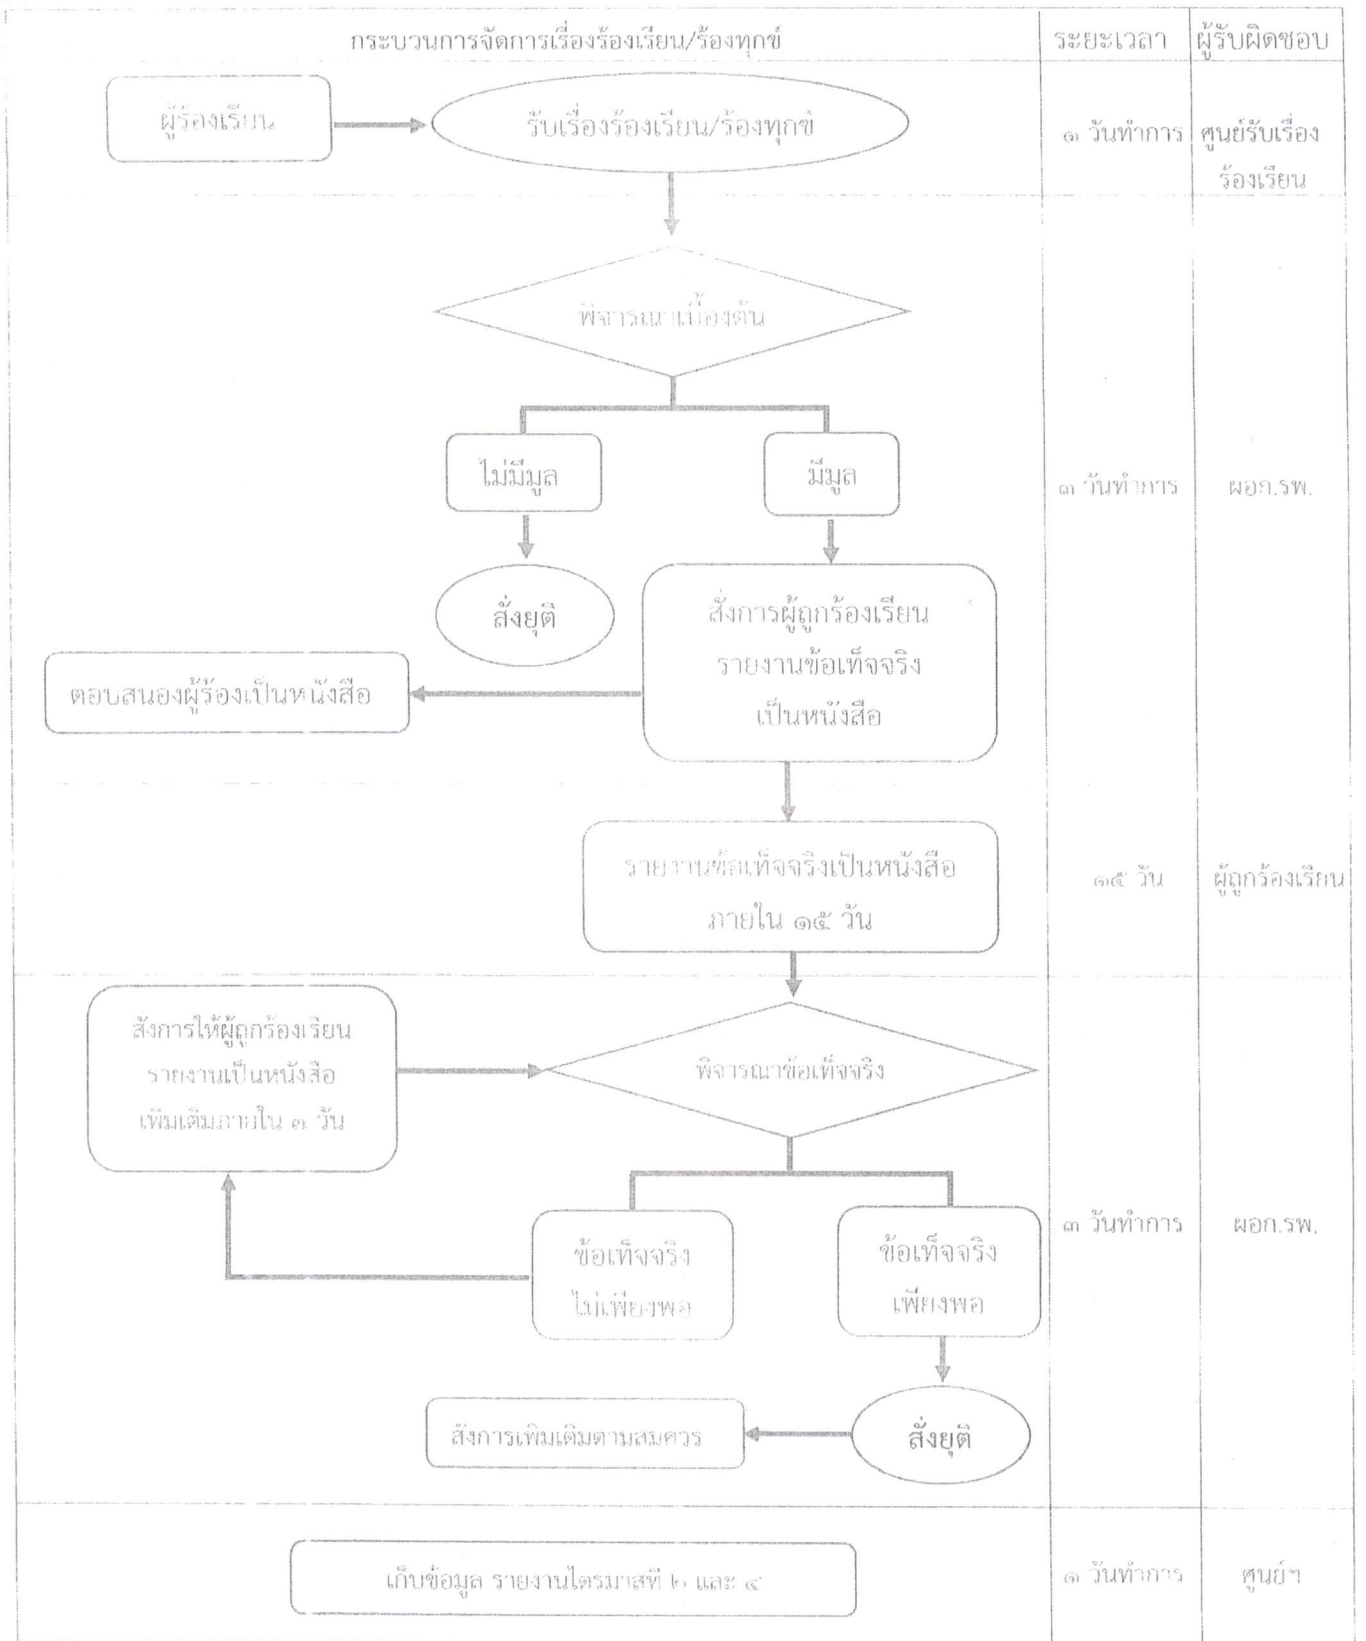 กระบวนการจัดการเรื่องร้องเรียน/ร้องทุกข์
ระยะเวลา
ผู้รับผิดชอบ
ผู้ร้องเรียน
รับเรื่องร้องเรียน/ร้องทุกข์
๑ วันทำการ
ศูนย์รับเรื่อง
ร้องเรียน
พิจารณาเบื้องต้น
ไม่มีมูล
มีมูล
๓ วันทำการ
ผอก.รพ.
สั่งยุติ
สั่งการผู้ถูกร้องเรียน
รายงานข้อเท็จจริง
เป็นหนังสือ
ตอบสนองผู้ร้องเป็นหนังสือ
รายงานข้อเท็จจริงเป็นหนังสือ
ภายใน ๑๕ วัน
๑๕ วัน
ผู้ถูกร้องเรียน
สั่งการให้ผู้ถูกร้องเรียน
รายงานเป็นหนังสือ
เพิ่มเติมภายใน ๓ วัน
พิจารณาข้อเท็จจริง
ข้อเท็จจริง
ไม่เพียงพอ
ข้อเท็จจริง
เพียงพอ
๓ วันทำการ
ผอก.รพ.
สั่งการเพิ่มเติมตามสมควร
สั่งยุติ
เก็บข้อมูล รายงานไตรมาสที่ ๒ และ ๔
๑ วันทำการ
ศูนย์ฯ